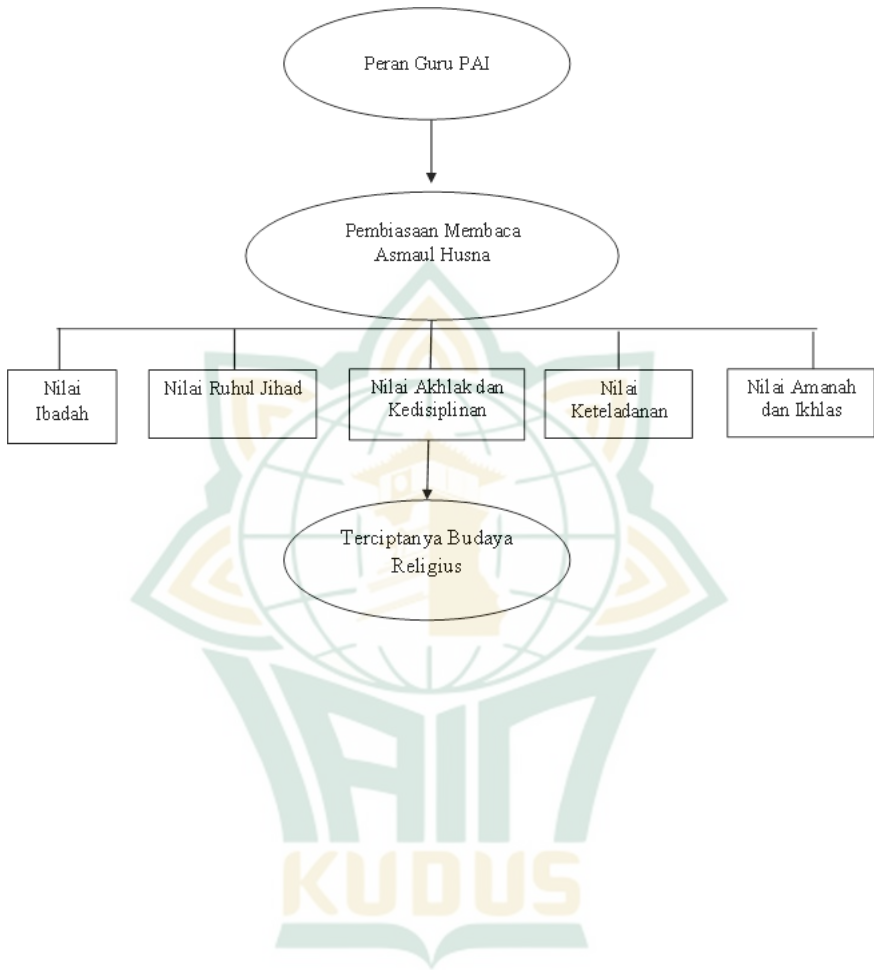 Peran Guru PAI
Pembiasaan Membaca
Asmaul Husna
Nilai
Ibadah
Nilai Ruhul Jihad
Nilai Akhlak dan
Kedisiplinan
Nilai
Keteladanan
Nilai Amanah
dan Ikhlas
Terciptanya Budaya
Religius
IAIN
KUDUS